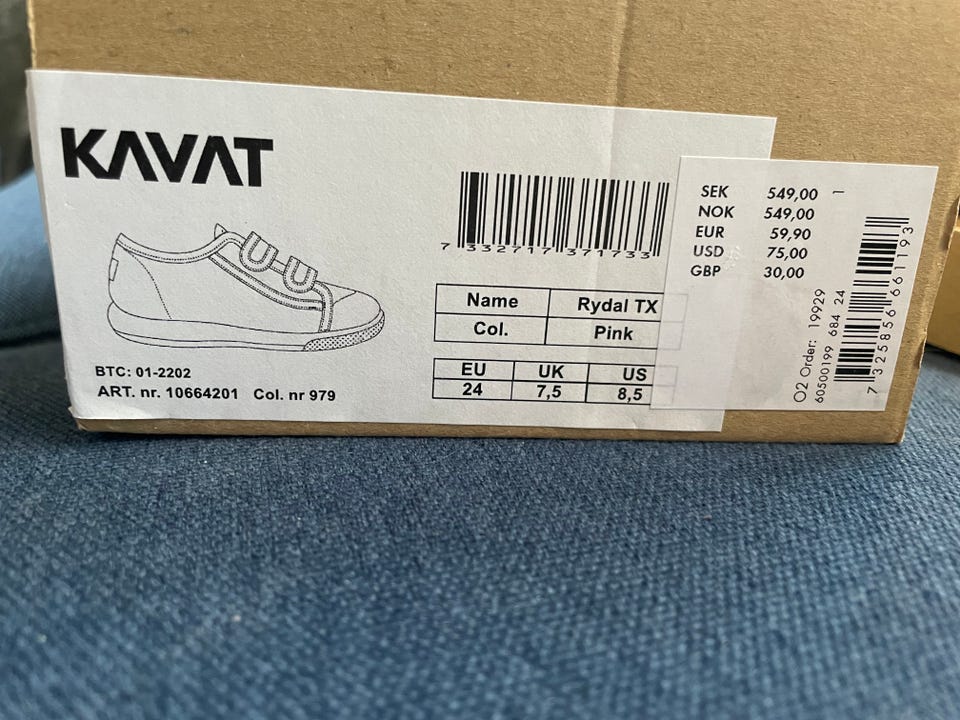 KAVAT
7 332717 371733
Name Rydal TX
Col. Pink
EU UK US
24 7,5 8,5
BTC: 01-2202
ART. nr. 10664201 Col. nr 979
SEK 549,00 1
NOK 549,00
EUR 59,90
USD 75,00
GBP 30,00
O2 Order: 19929
60500199 684 24
7 325856 661193